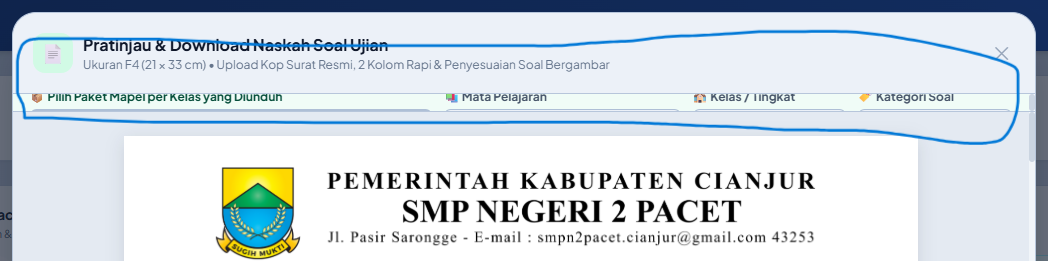 Pratinjau & Download Naskah Soal Ujian
Ukuran F4 (21 × 33 cm) • Upload Kop Surat Resmi, 2 Kolom Rapi & Penyesuaian Soal Bergambar
Pilih Paket Mapel per Kelas yang Diunduh
Mata Pelajaran
Kelas / Tingkat
Kategori Soal
PEMERINTAH KABUPATEN CIANJUR
SMP NEGERI 2 PACET
Jl. Pasir Sarongge - E-mail : smpn2pacet.cianjur@gmail.com 43253
SUGIH MUKTI